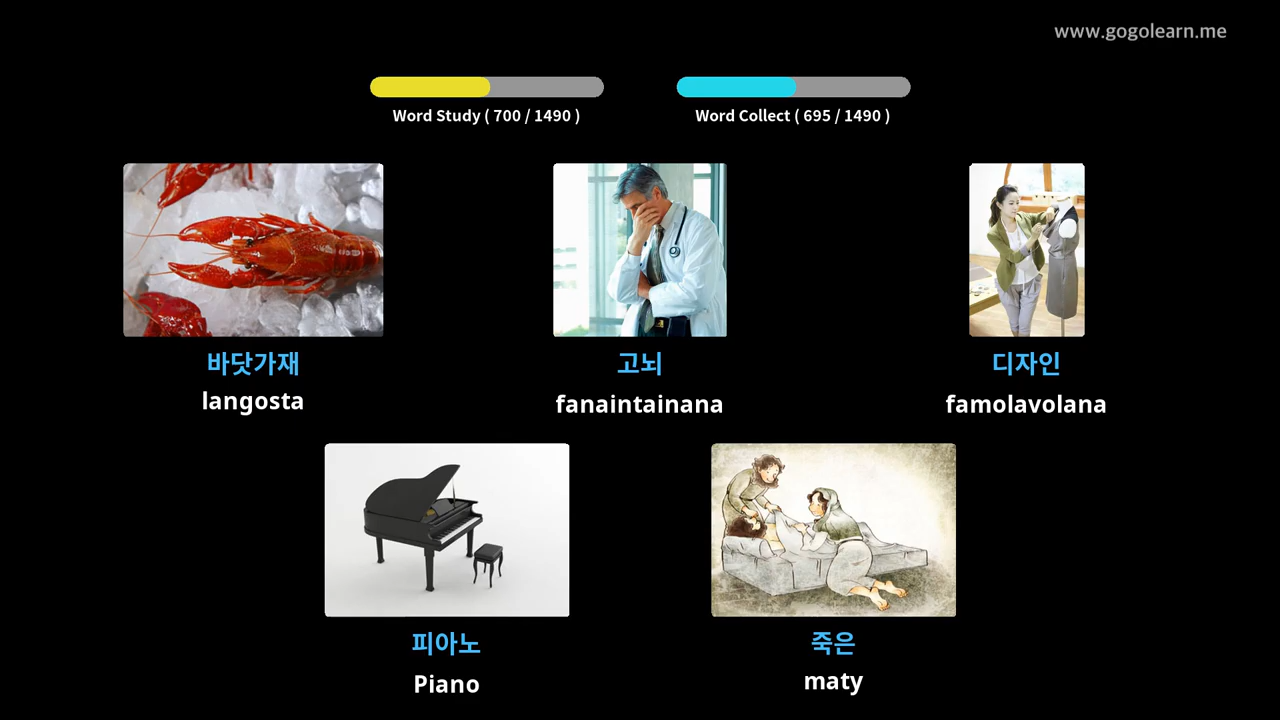 www.gogolearn.me
Word Study ( 700 / 1490 )
Word Collect ( 695 / 1490 )
바닷가재
langosta
고뇌
fanaintainana
디자인
famolavolana
피아노
Piano
죽은
maty